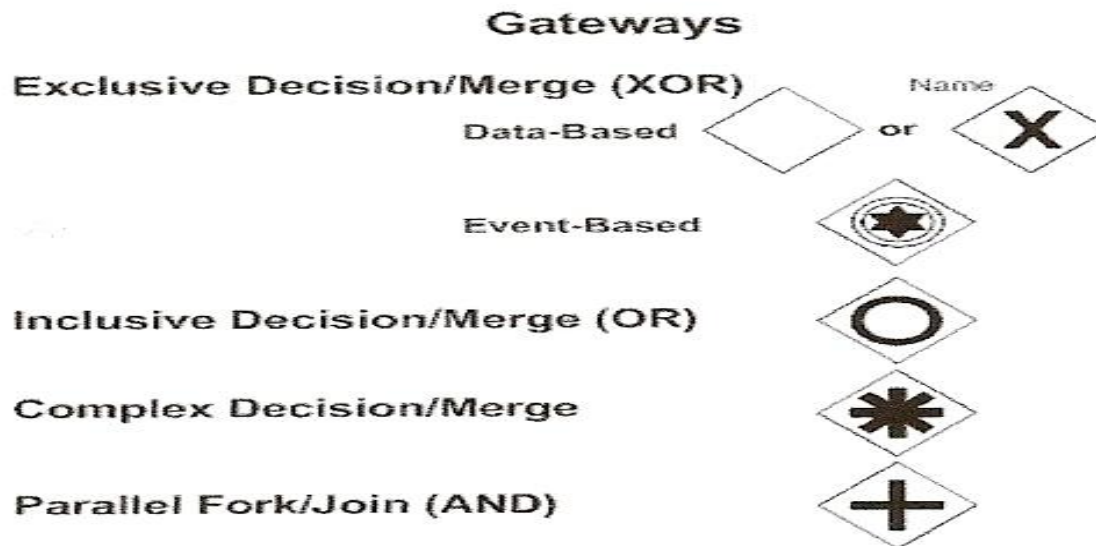 Gateways
Exclusive Decision/Merge (XOR)
Name
Data-Based
or
X
Event-Based
Inclusive Decision/Merge (OR)
Complex Decision/Merge
Parallel Fork/Join (AND)